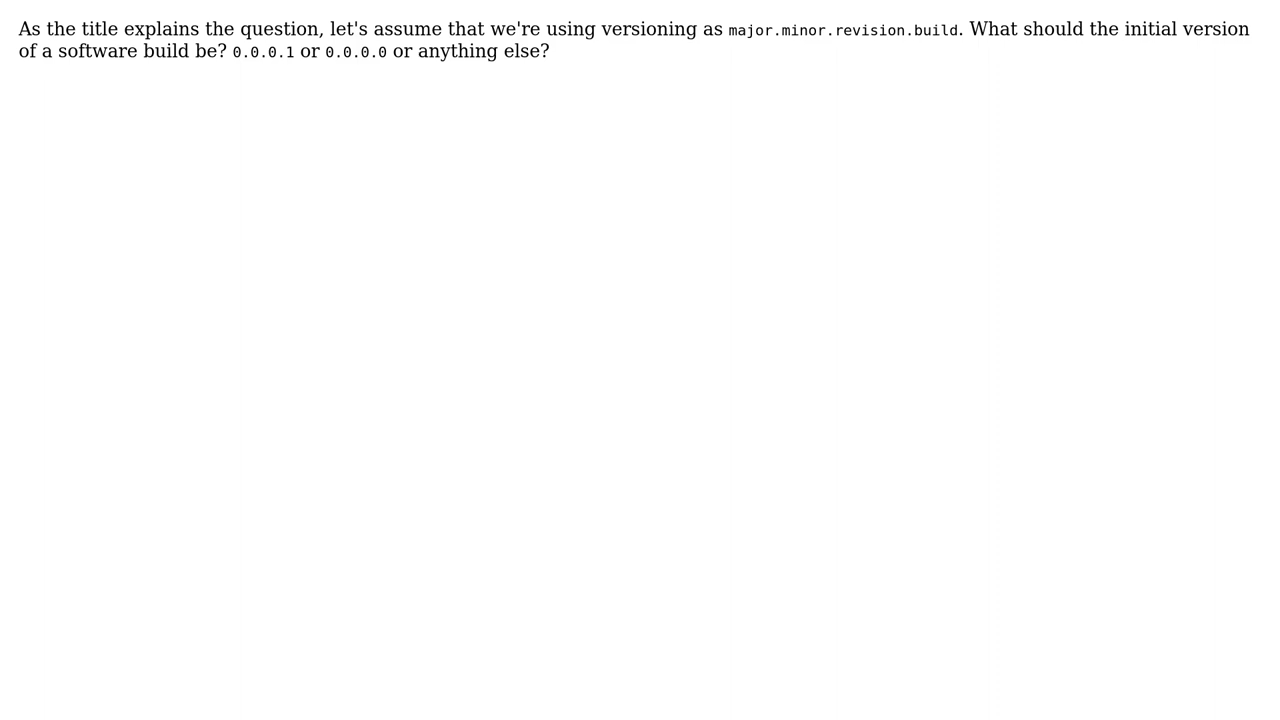 As the title explains the question, let's assume that we're using versioning as major.minor.revision.build. What should the initial version
of a software build be? 0.0.0.1 or 0.0.0.0 or anything else?